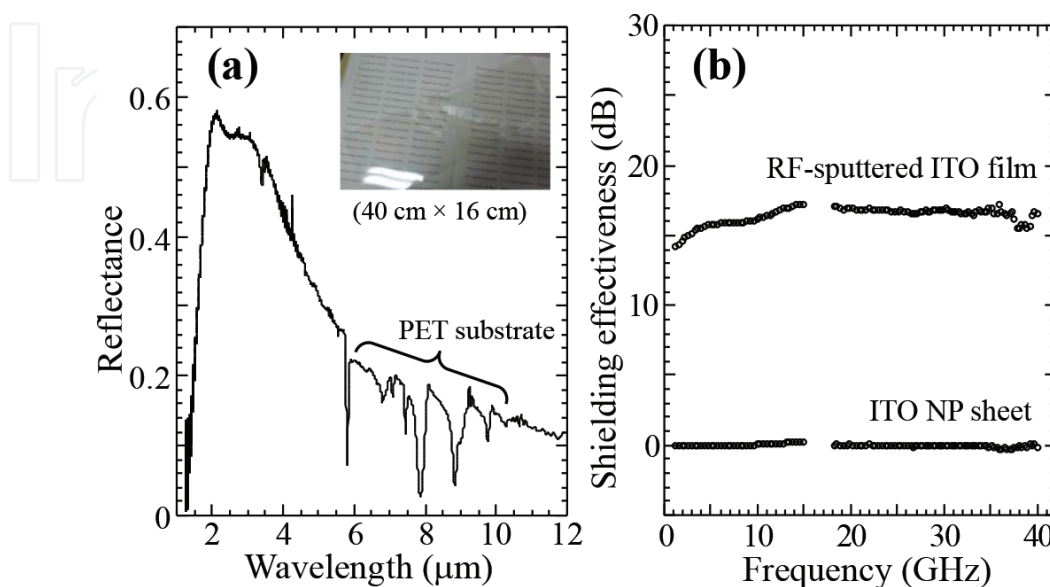 (a)
(40 cm × 16 cm)
PET substrate
Reflectance
0.6
0.4
0.2
0
2
4
6
8
10
12
Wavelength (μm)
(b)
RF-sputtered ITO film
ITO NP sheet
Shielding effectiveness (dB)
30
20
10
0
0
10
20
30
40
Frequency (GHz)